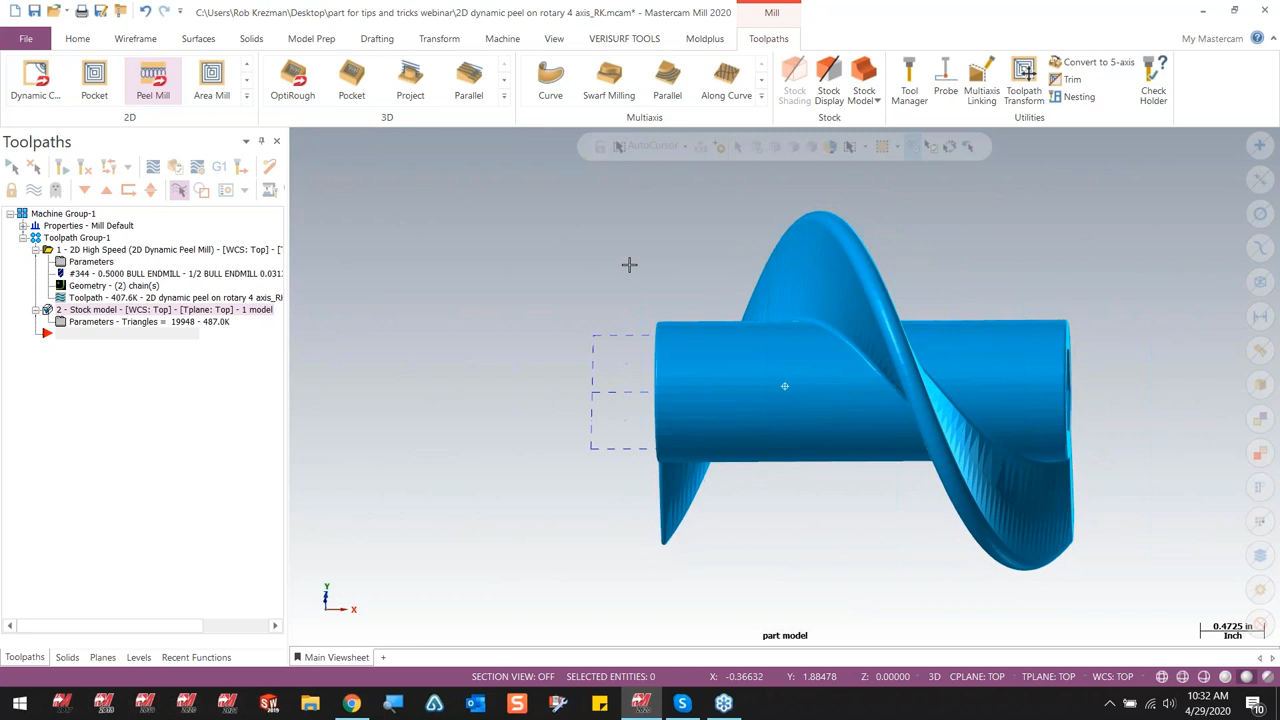 C:\Users\Rob Krezman\Desktop\part for tips and tricks webinar\2D dynamic peel on rotary 4 axis_RK.mcam* - Mastercam Mill 2020
Mill
File
Home
Wireframe
Surfaces
Solids
Model Prep
Drafting
Transform
Machine
View
VERISURF TOOLS
Moldplus
Toolpaths
My Mastercam
Dynamic C...
Pocket
Peel Mill
Area Mill
OptiRough
Pocket
Project
Parallel
Curve
Swarf Milling
Parallel
Along Curve
Stock Shading
Stock Display
Stock Model
Tool Manager
Probe
Multiaxis Linking
Toolpath Transform
Convert to 5-axis
Trim
Nesting
Check Holder
2D
3D
Multiaxis
Stock
Utilities
Toolpaths
AutoCursor
G1
Machine Group-1
Properties - Mill Default
Toolpath Group-1
1 - 2D High Speed (2D Dynamic Peel Mill) - [WCS: Top] - [T
Parameters
#344 - 0.5000 BULL ENDMILL - 1/2 BULL ENDMILL 0.031
Geometry - (2) chain(s)
Toolpath - 407.6K - 2D dynamic peel on rotary 4 axis_RK
2 - Stock model - [WCS: Top] - [Tplane: Top] - 1 model
Parameters - Triangles = 19948 - 487.0K
Y
Z
X
part model
0.4725 in
Inch
Toolpaths
Solids
Planes
Levels
Recent Functions
Main Viewsheet
+
SECTION VIEW: OFF
SELECTED ENTITIES: 0
X: -0.36632
Y: 1.88478
Z: 0.00000
3D
CPLANE: TOP
TPLANE: TOP
WCS: TOP
10:32 AM
4/29/2020